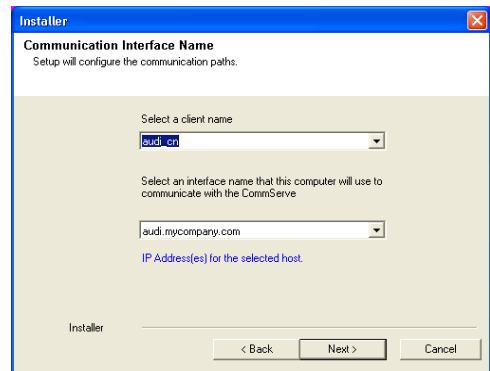 Installer
Communication Interface Name
Setup will configure the communication paths.
Select a client name
audi_cn
Select an interface name that this computer will use to
communicate with the CommServe
audi.mycompany.com
IP Address(es) for the selected host.
Installer
< Back
Next >
Cancel